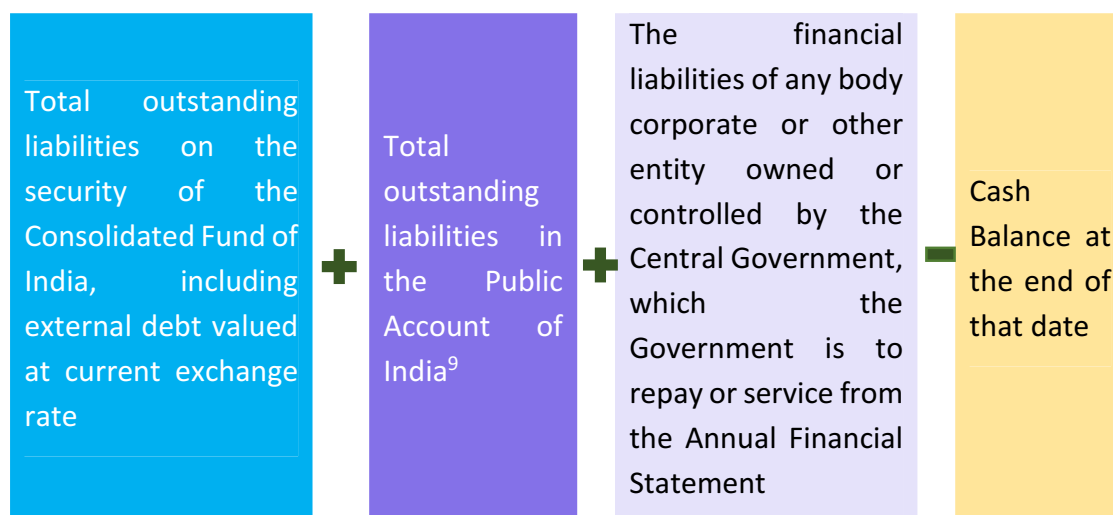 Total outstanding
liabilities on the
security of the
Consolidated Fund of
India, including
external debt valued
at current exchange
rate
Total
outstanding
liabilities in
the Public
Account of
India⁹
The financial
liabilities of any body
corporate or other
entity owned or
controlled by the
Central Government,
which the
Government is to
repay or service from
the Annual Financial
Statement
Cash
Balance at
the end of
that date